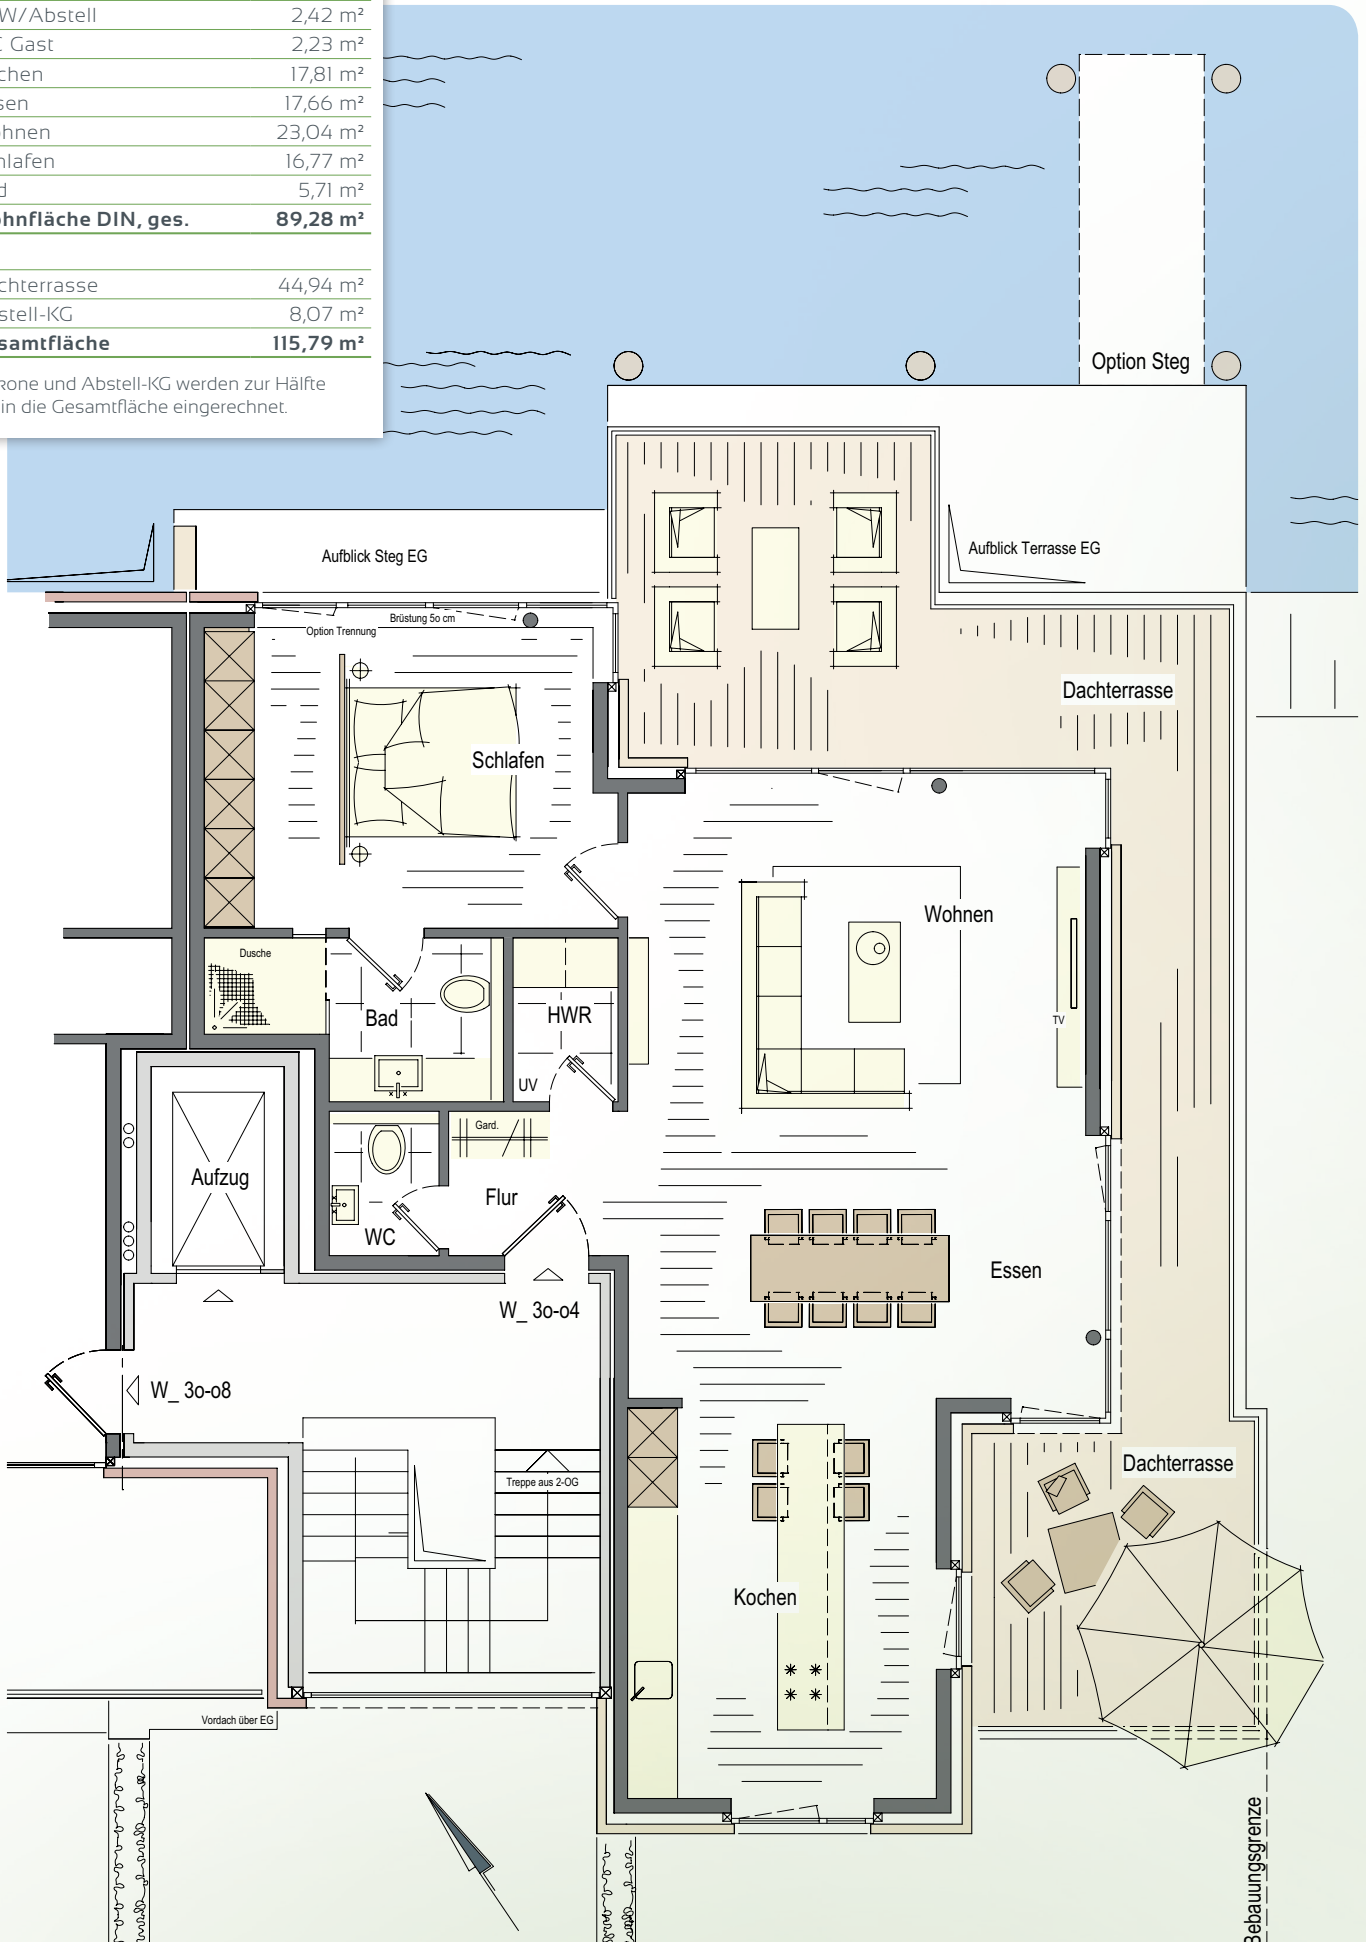 W/Abstell 2,42 m²
Gast 2,23 m²
chen 17,81 m²
sen 17,66 m²
hnen 23,04 m²
hlafen 16,77 m²
d 5,71 m²
ohnfläche DIN, ges. 89,28 m²
chterrasse 44,94 m²
stell-KG 8,07 m²
samtfläche 115,79 m²
kone und Abstell-KG werden zur Hälfte
in die Gesamtfläche eingerechnet.
Option Steg
Aufblick Steg EG
Aufblick Terrasse EG
Brüstung 5o cm
Option Trennung
Dachterrasse
Schlafen
Wohnen
Dusche
Bad
HWR
TV
UV
Gard.
Aufzug
Flur
WC
Essen
W_ 3o-o4
W_ 3o-o8
Dachterrasse
Treppe aus 2-OG
Kochen
Vordach über EG
Bebauungsgrenze